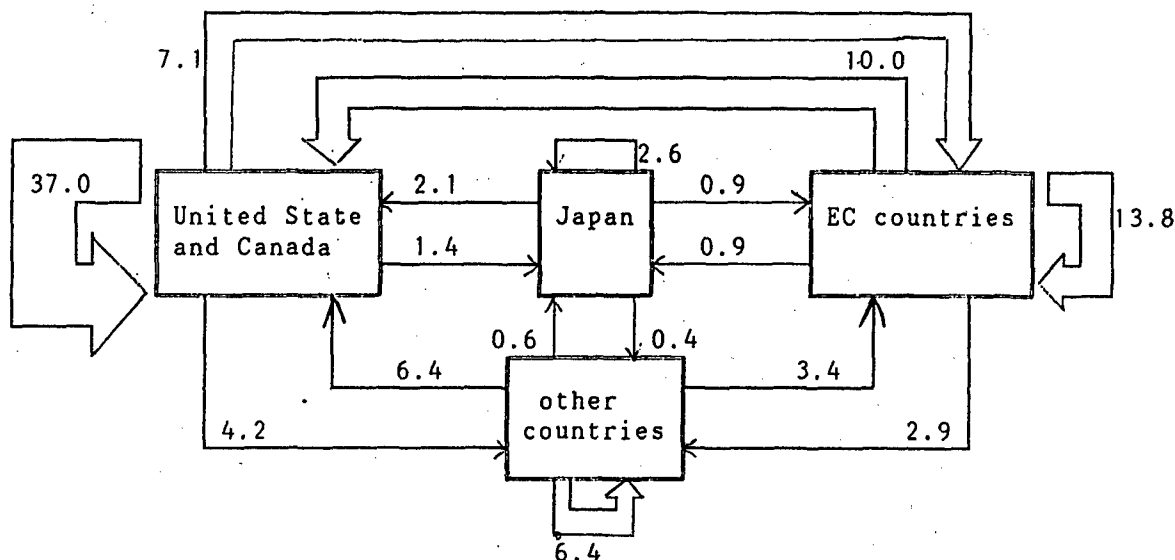 7.1
10.0
37.0
2.6
United State
and Canada
2.1
1.4
Japan
0.9
0.9
EC countries
13.8
0.6
0.4
6.4
3.4
other
countries
4.2
2.9
6.4